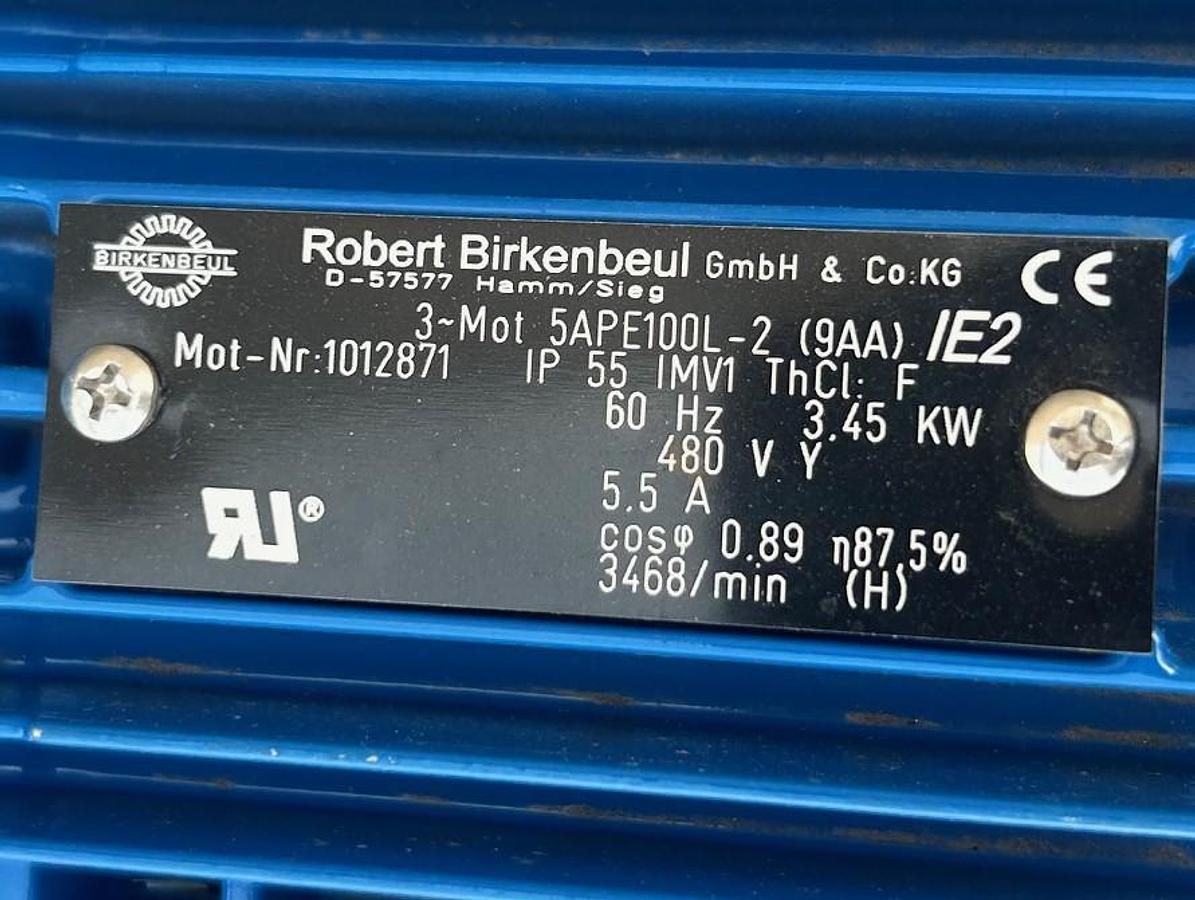 BIRKENBEUL
Robert Birkenbeul GmbH & Co.KG
CE
D-57577 Hamm/Sieg
3~Mot 5APE100L-2 (9AA) IE2
Mot-Nr:1012871 IP 55 IMV1 ThCl: F
60 Hz 3.45 KW
480 V Y
5.5 A
cosφ 0.89 η87,5%
3468/min (H)
RU®